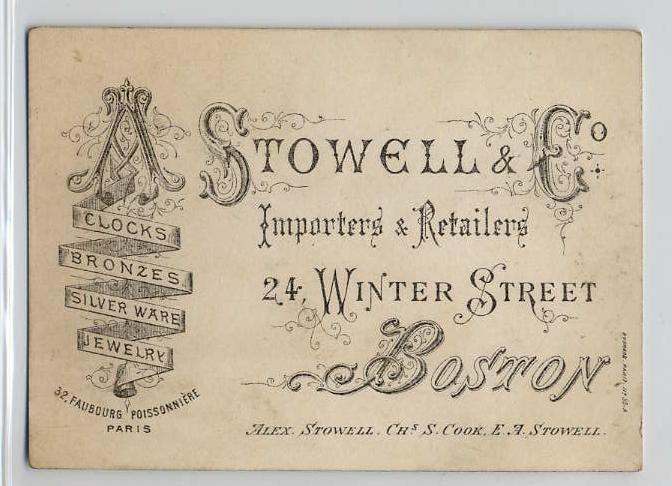 A. STOWELL & Co
Importers & Retailers
24, WINTER STREET
BOSTON
ALEX. STOWELL. CHs S. COOK. E. A. STOWELL.
CLOCKS
BRONZES
SILVER WARE
JEWELRY
32, FAUBOURG POISSONNIÈRE
PARIS